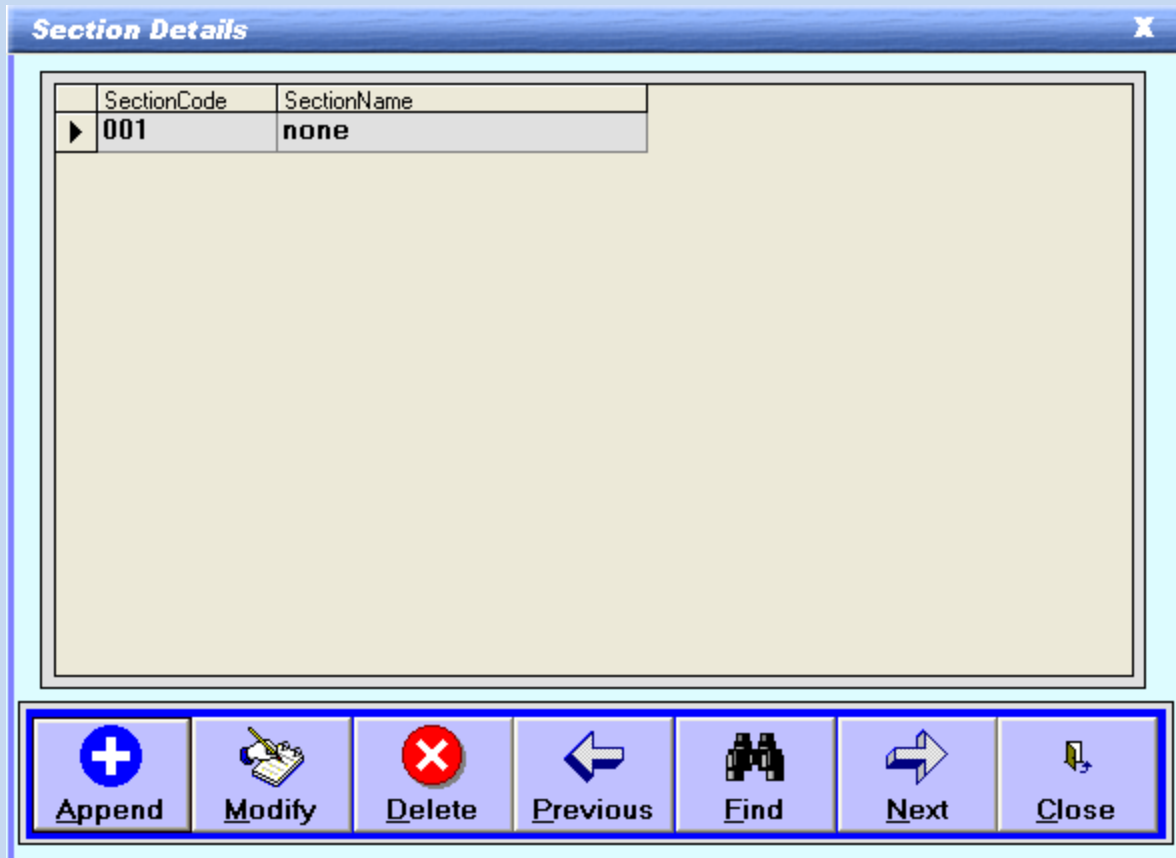 Section Details X
SectionCode SectionName
001 none
Append Modify Delete Previous Find Next Close